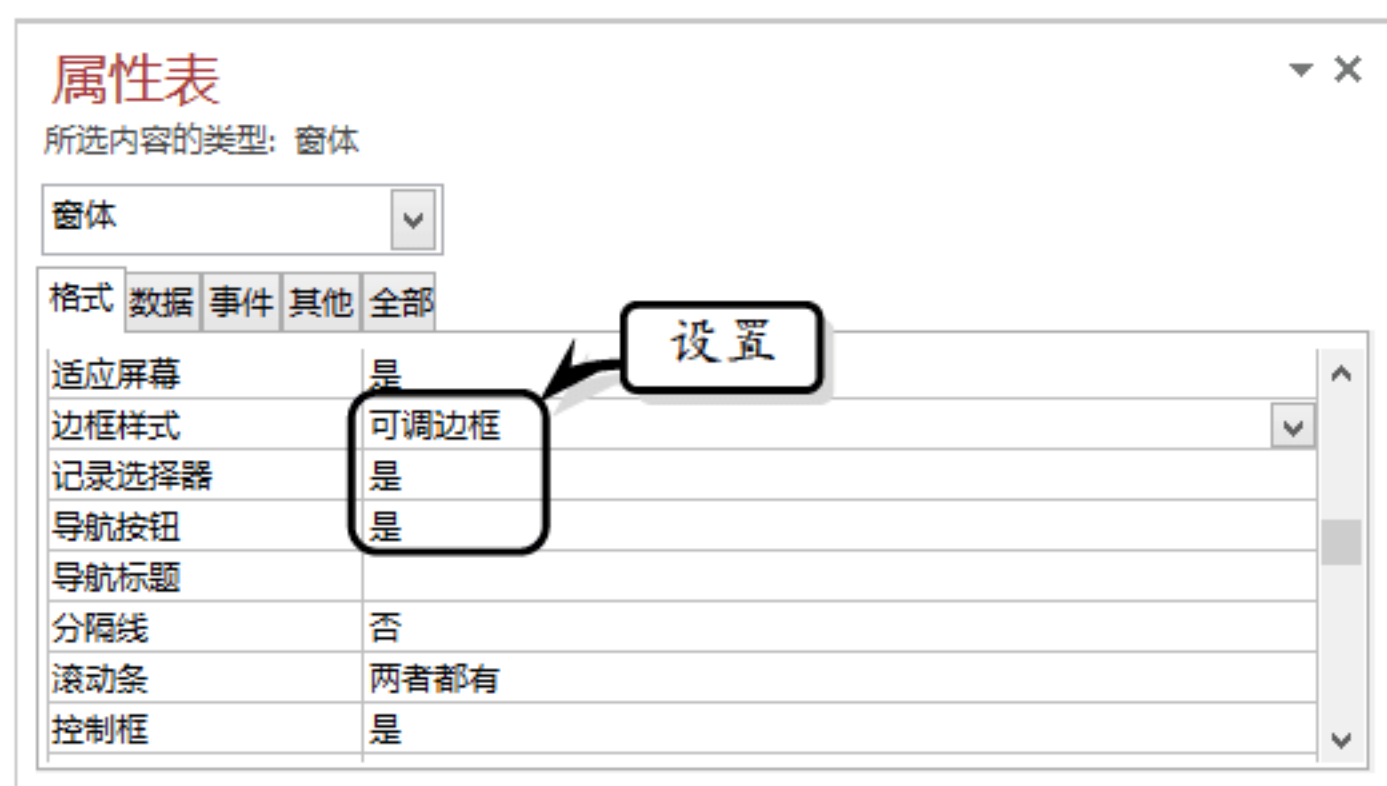 属性表
所选内容的类型: 窗体
窗体
格式 数据 事件 其他 全部
设置
适应屏幕 是
边框样式 可调边框
记录选择器 是
导航按钮 是
导航标题
分隔线 否
滚动条 两者都有
控制框 是